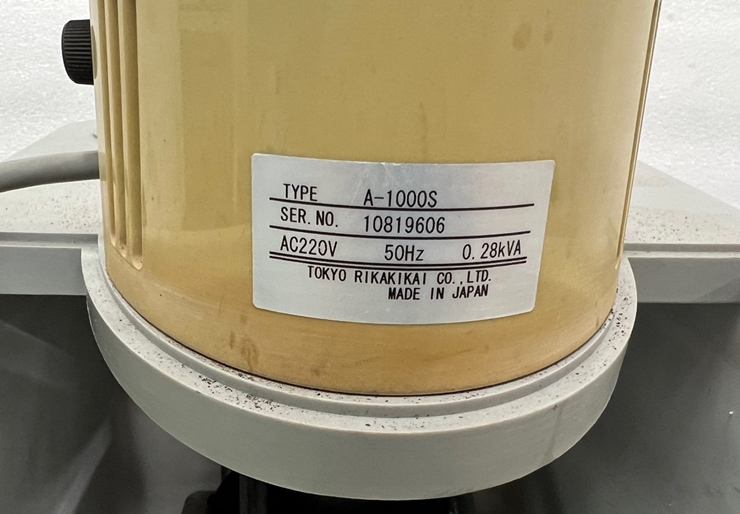 TYPE A-1000S
SER. NO. 10819606
AC220V 50Hz 0.28kVA
TOKYO RIKAKIKAI CO., LTD.
MADE IN JAPAN